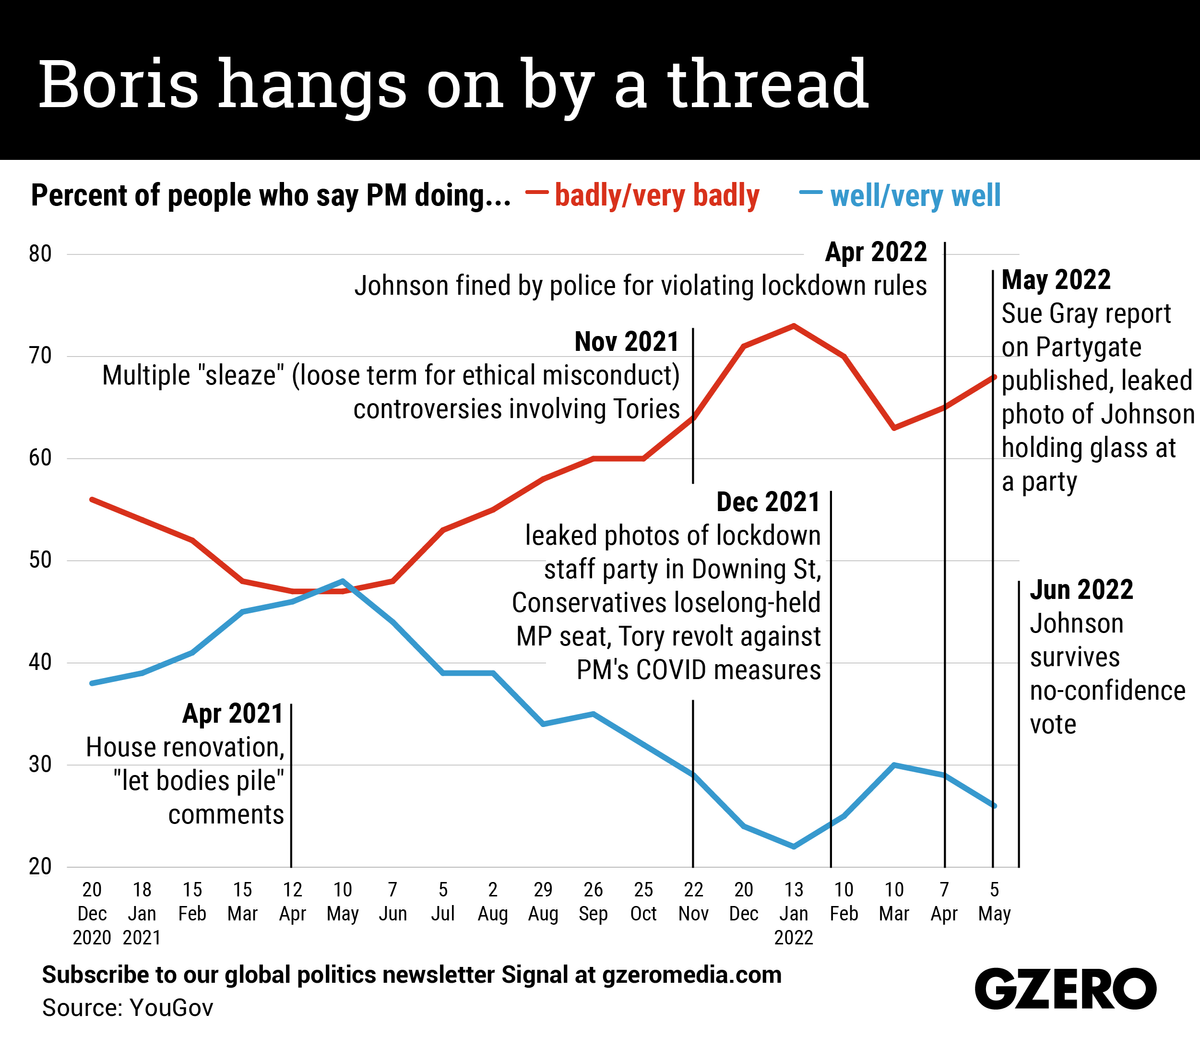 Boris hangs on by a thread
Percent of people who say PM doing... badly/very badly well/very well
80
70
60
50
40
30
20
Apr 2022
Johnson fined by police for violating lockdown rules
May 2022
Sue Gray report
on Partygate
published, leaked
photo of Johnson
holding glass at
a party
Nov 2021
Multiple "sleaze" (loose term for ethical misconduct)
controversies involving Tories
Dec 2021
leaked photos of lockdown
staff party in Downing St,
Conservatives loselong-held
MP seat, Tory revolt against
PM's COVID measures
Jun 2022
Johnson
survives
no-confidence
vote
Apr 2021
House renovation,
"let bodies pile"
comments
20 18 15 15 12 10 7 5 2 29 26 25 22 20 13 10 10 7 5
Dec Jan Feb Mar Apr May Jun Jul Aug Aug Sep Oct Nov Dec Jan Feb Mar Apr May
2020 2021 2022
Subscribe to our global politics newsletter Signal at gzeromedia.com
Source: YouGov
GZERO